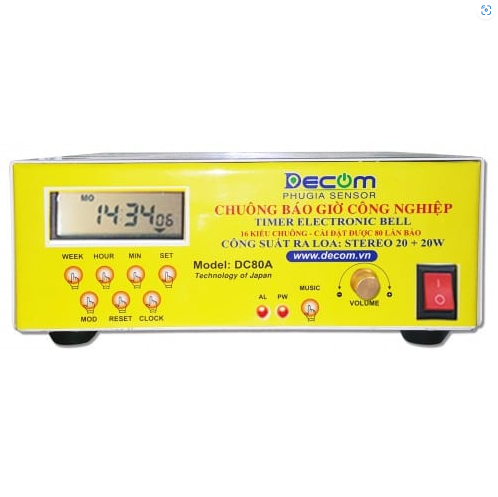 Decom
PHUGIA SENSOR
CHUÔNG BÁO GIỜ CÔNG NGHIỆP
TIMER ELECTRONIC BELL
16 KIỂU CHUÔNG - CÀI ĐẶT ĐƯỢC 80 LẦN BÁO
CÔNG SUẤT RA LOA: STEREO 20 + 20W
www.decom.vn
MO
14:34 06
WEEK HOUR MIN SET
MOD RESET CLOCK
Model: DC80A
Technology of Japan
AL PW
MUSIC
- +
VOLUME
I
O